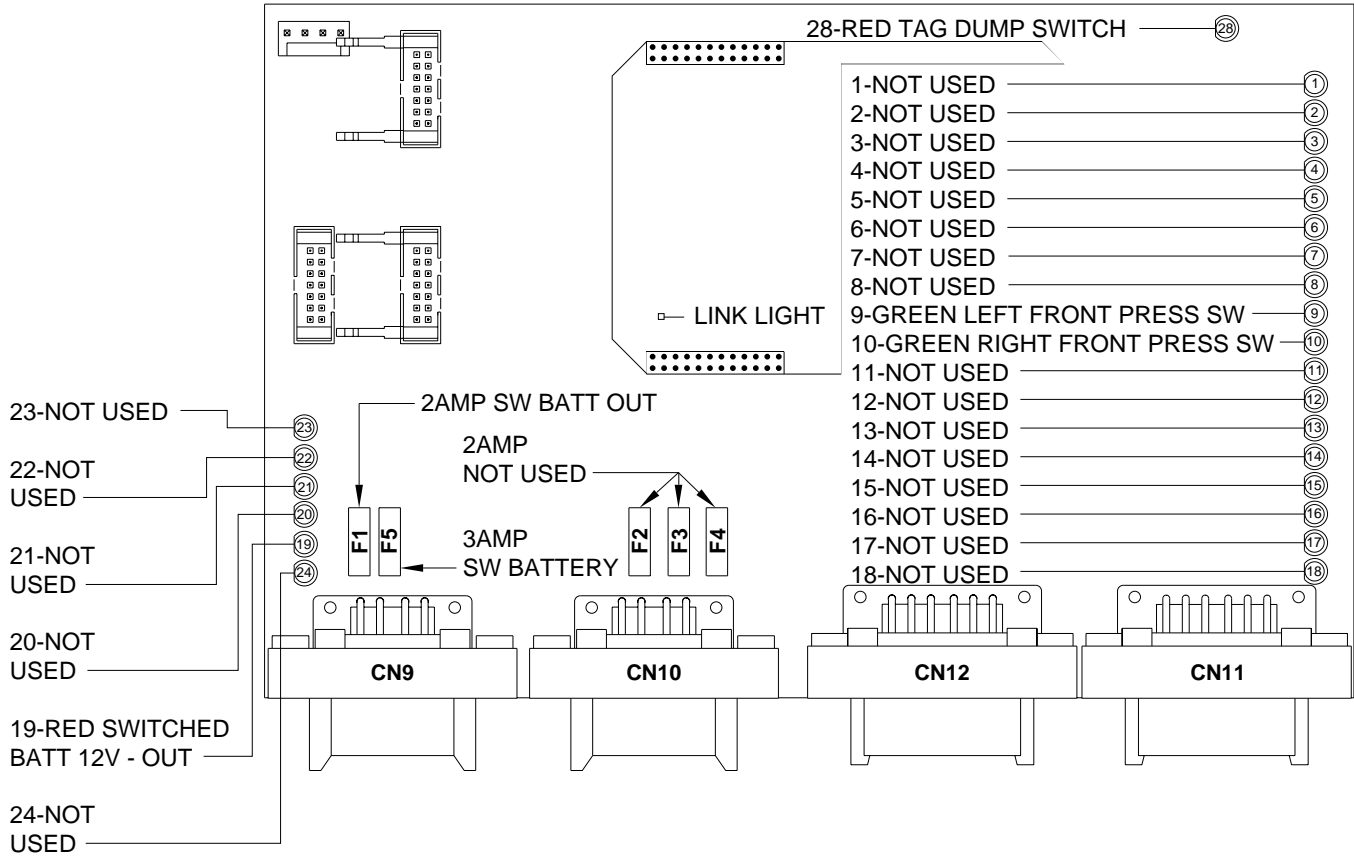 28-RED TAG DUMP SWITCH
28
1-NOT USED
1
2-NOT USED
2
3-NOT USED
3
4-NOT USED
4
5-NOT USED
5
6-NOT USED
6
7-NOT USED
7
8-NOT USED
8
LINK LIGHT
9-GREEN LEFT FRONT PRESS SW
9
10-GREEN RIGHT FRONT PRESS SW
10
11-NOT USED
11
12-NOT USED
12
13-NOT USED
13
14-NOT USED
14
15-NOT USED
15
16-NOT USED
16
17-NOT USED
17
18-NOT USED
18
23-NOT USED
23
22-NOT
USED
22
21-NOT
USED
21
20-NOT
USED
20
19-RED SWITCHED
BATT 12V - OUT
19
24-NOT
USED
24
2AMP SW BATT OUT
2AMP
NOT USED
3AMP
SW BATTERY
F1
F5
F2
F3
F4
CN9
CN10
CN12
CN11